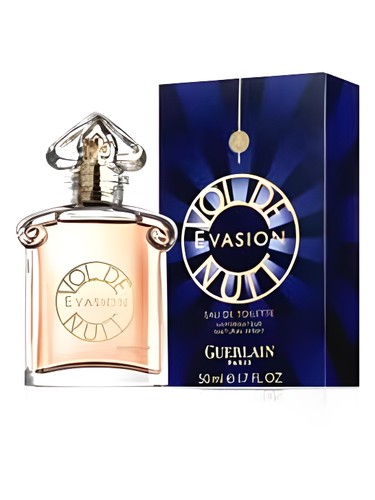 VOL DE
EVASION
NUIT
VOL DE
EVASION
NUIT
EAU DE TOILETTE
GUERLAIN
PARIS
50 ml e 1.7 FL OZ